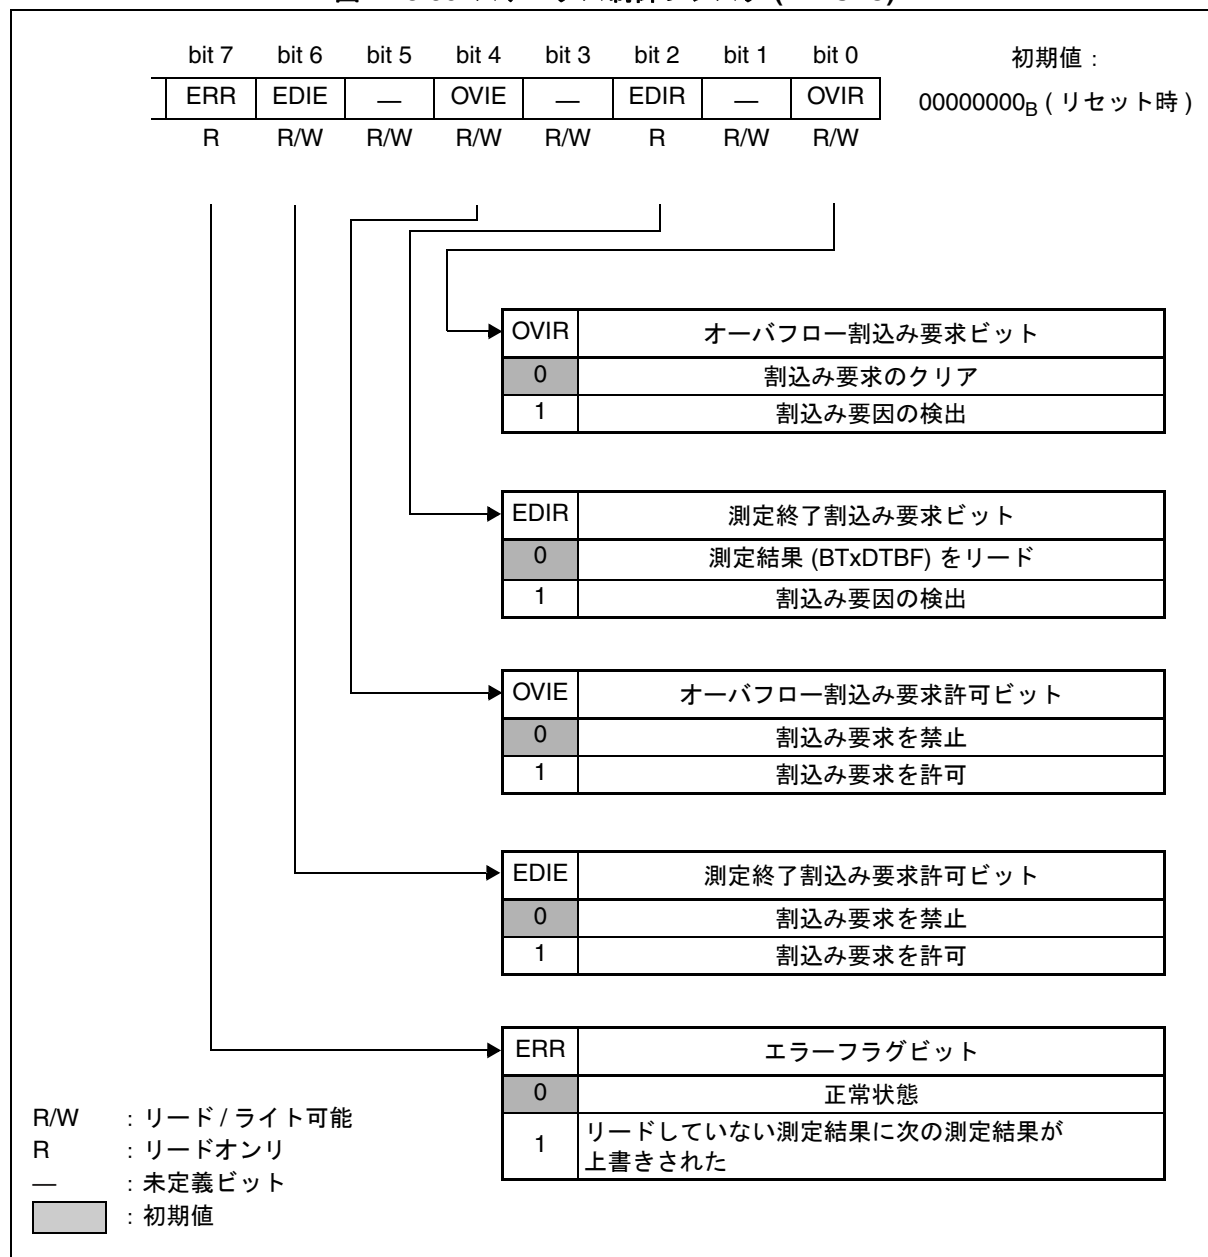 bit 7 bit 6 bit 5 bit 4 bit 3 bit 2 bit 1 bit 0 初期値：
ERR EDIE — OVIE — EDIR — OVIR 00000000B ( リセット時 )
R R/W R/W R/W R/W R R/W R/W
OVIR オーバフロー割込み要求ビット
0 割込み要求のクリア
1 割込み要因の検出
EDIR 測定終了割込み要求ビット
0 測定結果 (BTxDTBF) をリード
1 割込み要因の検出
OVIE オーバフロー割込み要求許可ビット
0 割込み要求を禁止
1 割込み要求を許可
EDIE 測定終了割込み要求許可ビット
0 割込み要求を禁止
1 割込み要求を許可
ERR エラーフラグビット
0 正常状態
1 リードしていない測定結果に次の測定結果が
上書きされた
R/W ：リード / ライト可能
R ：リードオンリ
— ：未定義ビット
：初期値